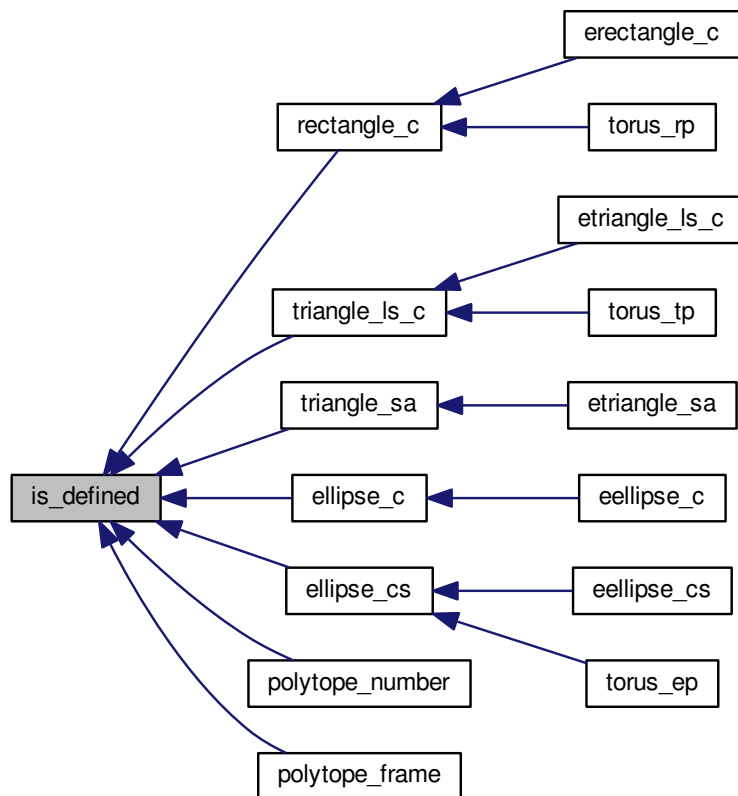 erectangle_c
rectangle_c
torus_rp
etriangle_ls_c
triangle_ls_c
torus_tp
triangle_sa
etriangle_sa
is_defined
ellipse_c
eellipse_c
ellipse_cs
eellipse_cs
polytope_number
torus_ep
polytope_frame